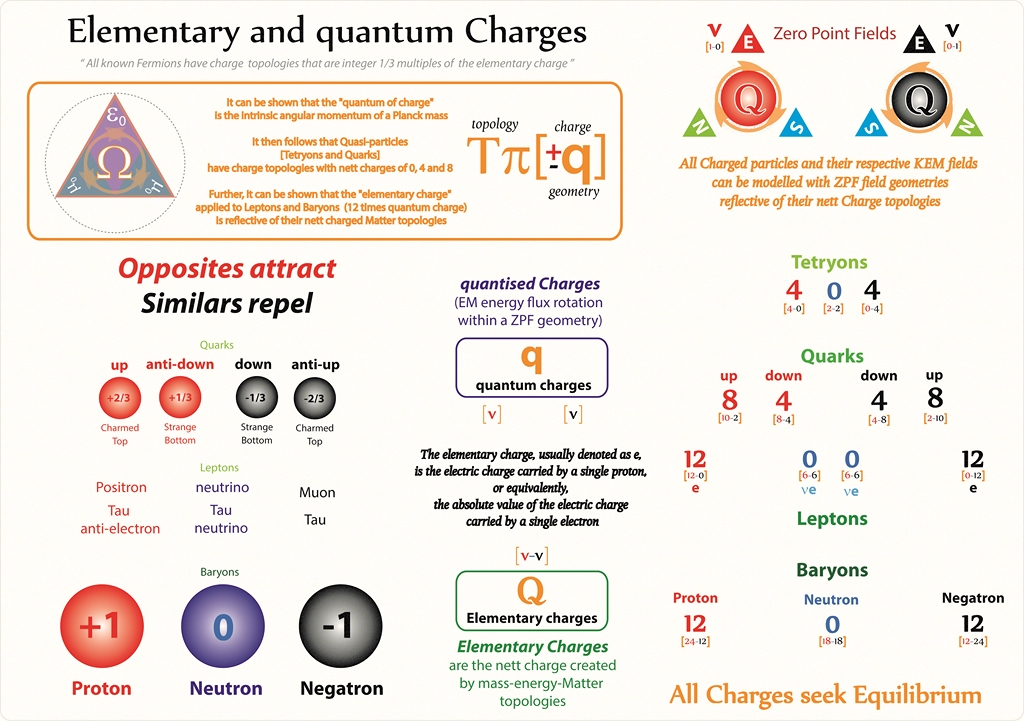 Elementary and quantum Charges
" All known Fermions have charge topologies that are integer 1/3 multiples of the elementary charge "
ε0
Ω
It can be shown that the "quantum of charge"
is the intrinsic angular momentum of a Planck mass
It then follows that Quasi-particles
[Tetryons and Quarks]
have charge topologies with nett charges of 0, 4 and 8
Further, it can be shown that the "elementary charge"
applied to Leptons and Baryons (12 times quantum charge)
is reflective of their nett charged Matter topologies
topology
charge
Tπ[±q]
geometry
ν
[1-0]
E
Zero Point Fields
E
ν
[0-1]
Q
Q
N
S
S
N
All Charged particles and their respective KEM fields
can be modelled with ZPF field geometries
reflective of their nett Charge topologies
Opposites attract
Similars repel
Quarks
up
anti-down
down
anti-up
+2/3
+1/3
-1/3
-2/3
Charmed
Top
Strange
Bottom
Strange
Bottom
Charmed
Top
Leptons
Positron
neutrino
Muon
Tau
anti-electron
Tau
neutrino
Tau
Baryons
+1
0
-1
Proton
Neutron
Negatron
quantised Charges
(EM energy flux rotation
within a ZPF geometry)
q
quantum charges
[v]
[v]
The elementary charge, usually denoted as e,
is the electric charge carried by a single proton,
or equivalently,
the absolute value of the electric charge
carried by a single electron
[v-v]
Q
Elementary charges
Elementary Charges
are the nett charge created
by mass-energy-Matter
topologies
Tetryons
4 0 4
[4-0] [2-2] [0-4]
Quarks
up down down up
8 4 4 8
[10-2] [8-4] [4-8] [2-10]
12 0 0 12
[12-0] [6-6] [6-6] [0-12]
e νe νe e
Leptons
Baryons
Proton Neutron Negatron
12 0 12
[24-12] [18-18] [12-24]
All Charges seek Equilibrium